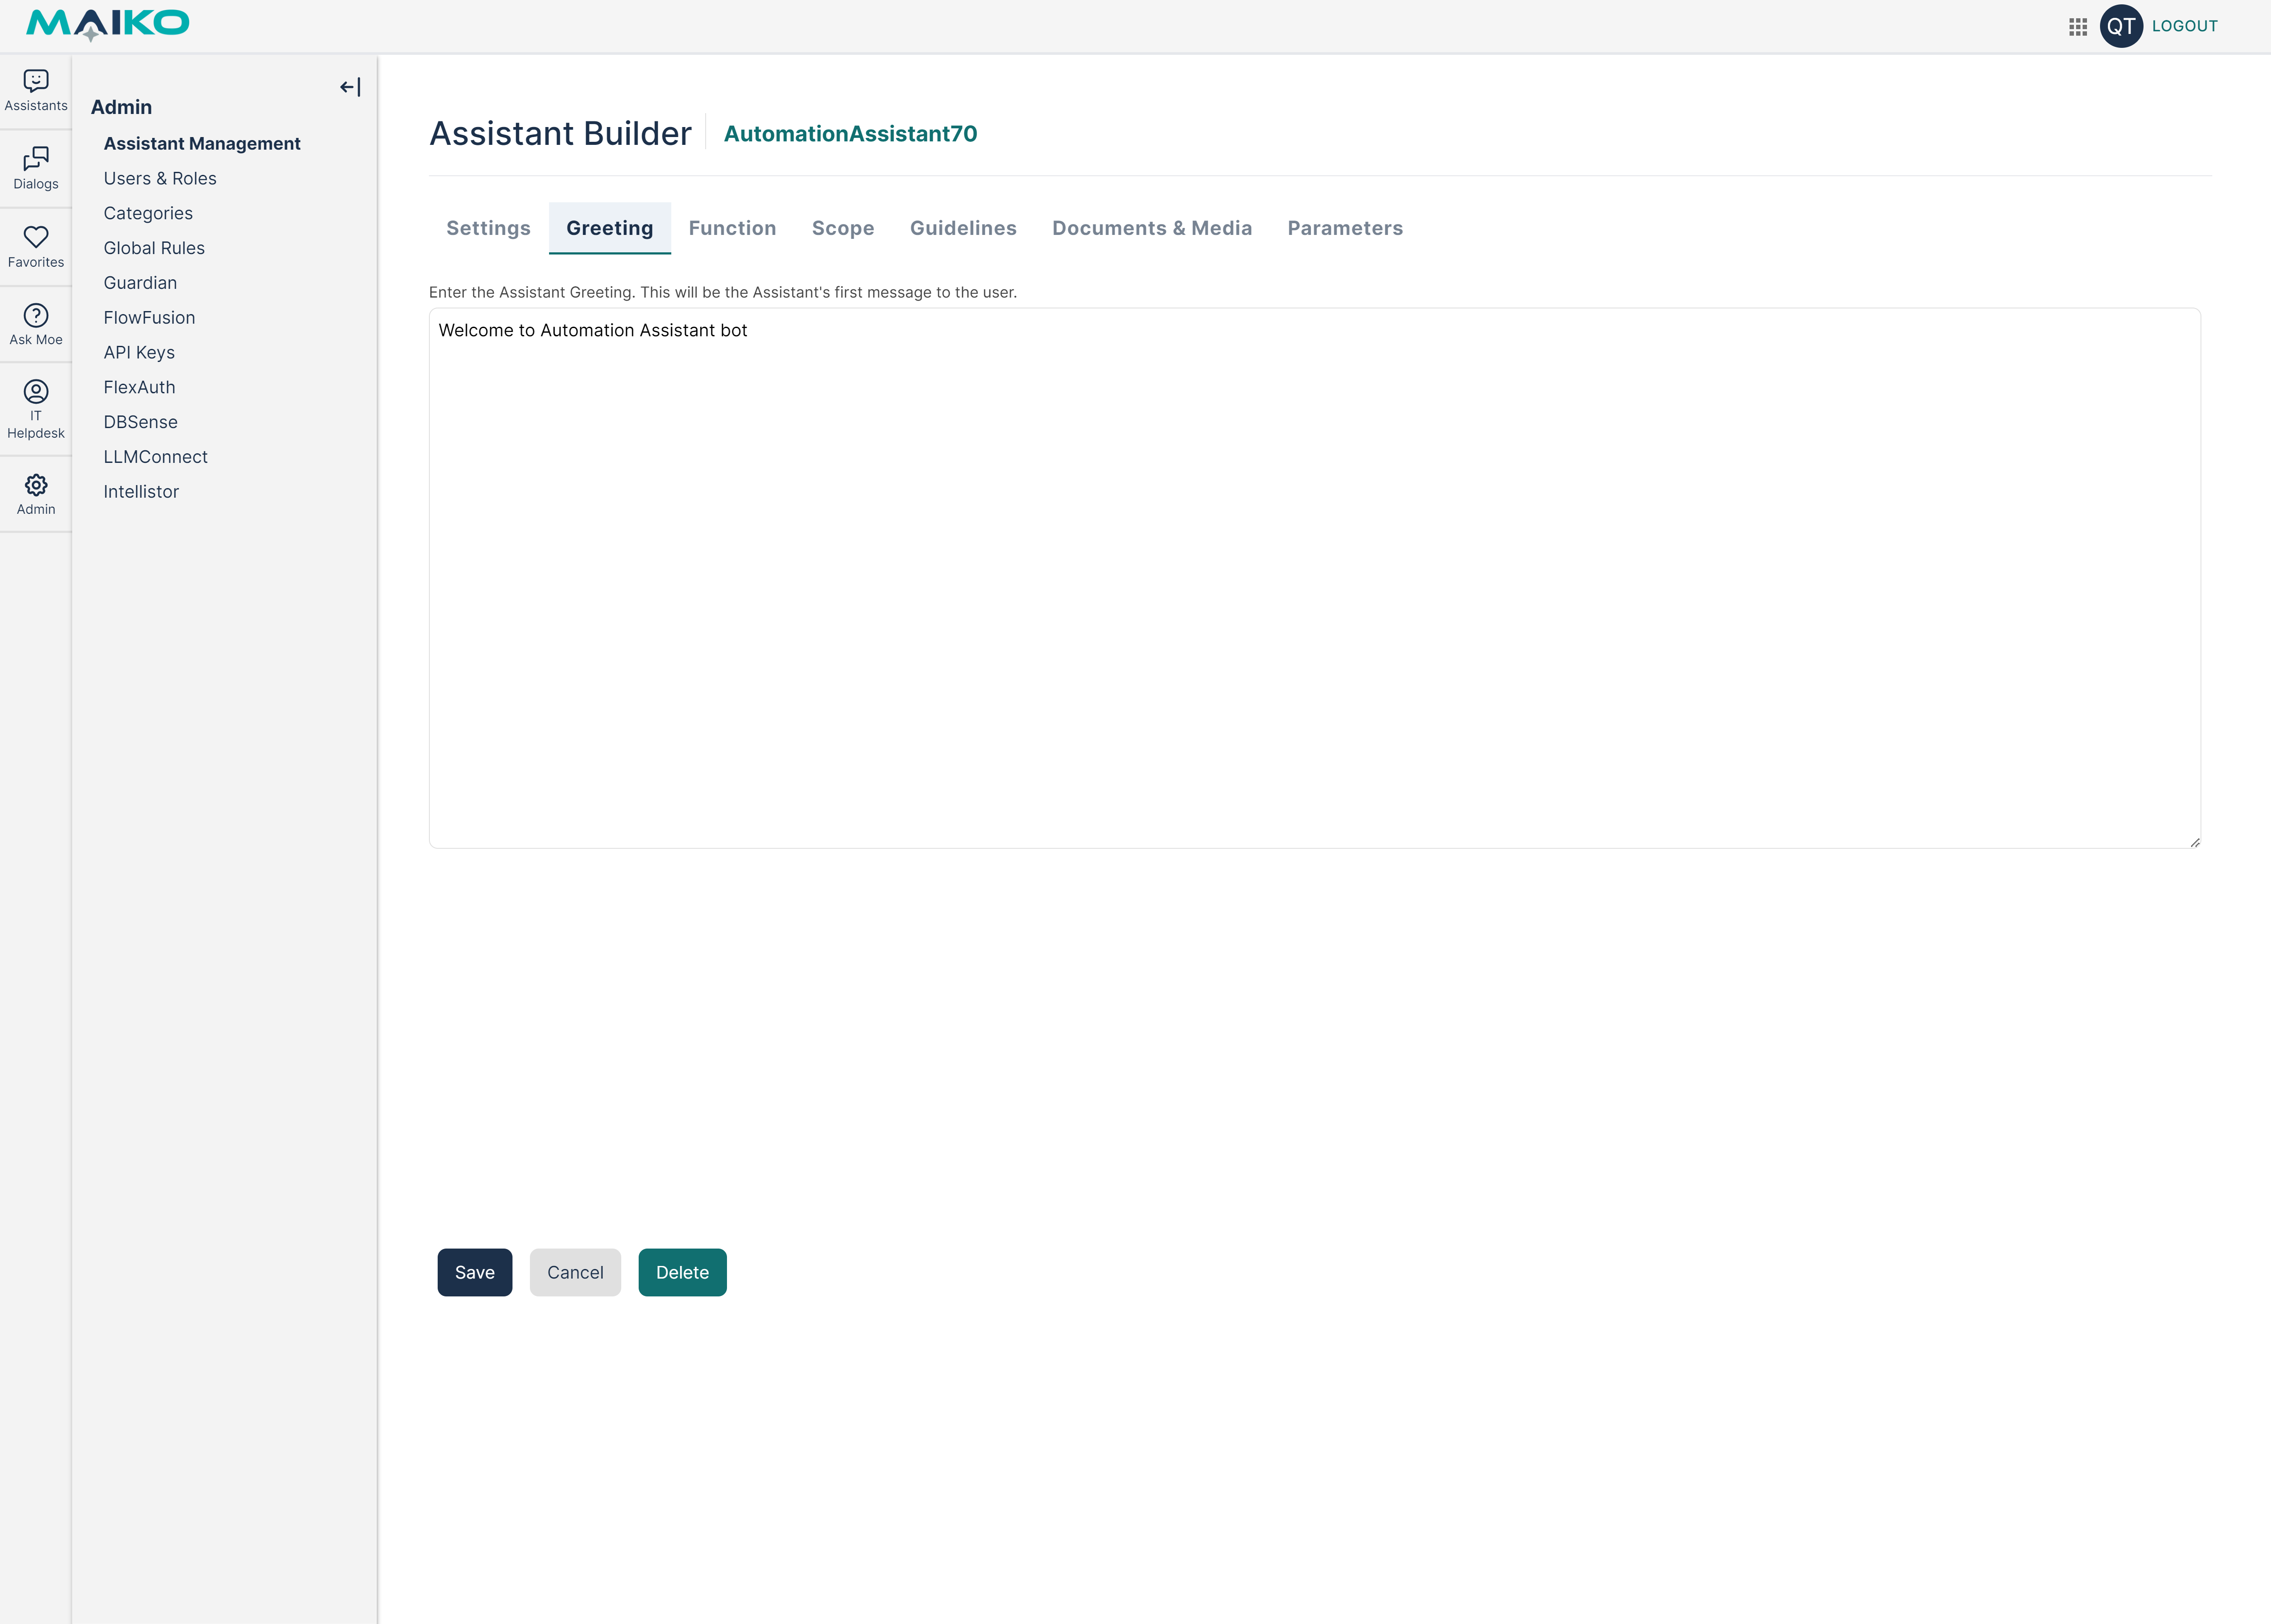 MAIKO
QT
LOGOUT
Assistants
Dialogs
Favorites
Ask Moe
IT
Helpdesk
Admin
Admin
Assistant Management
Users & Roles
Categories
Global Rules
Guardian
FlowFusion
API Keys
FlexAuth
DBSense
LLMConnect
Intellistor
Assistant Builder
AutomationAssistant70
Settings
Greeting
Function
Scope
Guidelines
Documents & Media
Parameters
Enter the Assistant Greeting. This will be the Assistant's first message to the user.
Welcome to Automation Assistant bot
Save
Cancel
Delete